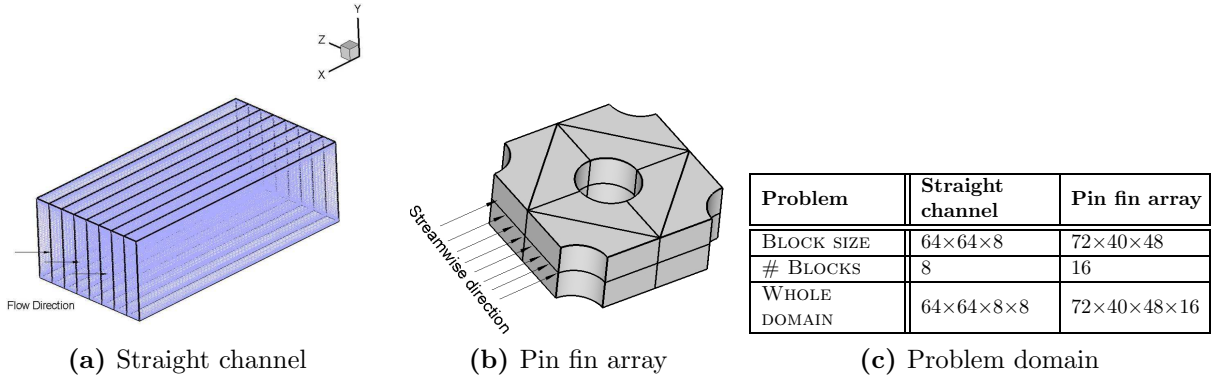 Y
Z
X
Flow Direction
(a) Straight channel
Streamwise direction
(b) Pin fin array
Problem | Straight channel | Pin fin array
BLOCK SIZE | 64×64×8 | 72×40×48
# BLOCKS | 8 | 16
WHOLE DOMAIN | 64×64×8×8 | 72×40×48×16
(c) Problem domain